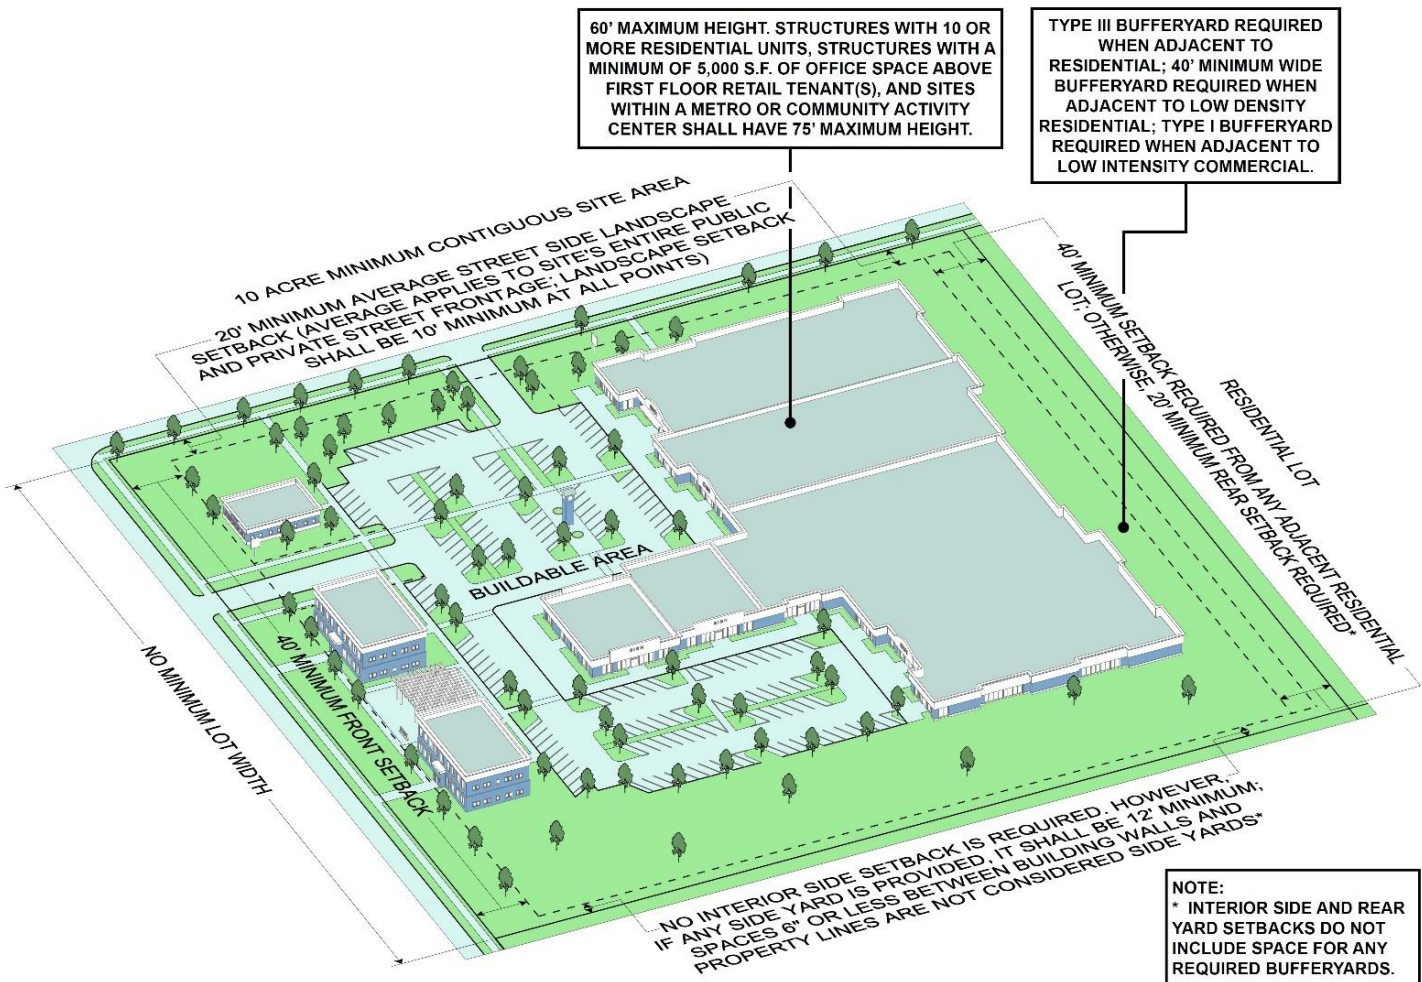 60’ MAXIMUM HEIGHT. STRUCTURES WITH 10 OR
MORE RESIDENTIAL UNITS, STRUCTURES WITH A
MINIMUM OF 5,000 S.F. OF OFFICE SPACE ABOVE
FIRST FLOOR RETAIL TENANT(S), AND SITES
WITHIN A METRO OR COMMUNITY ACTIVITY
CENTER SHALL HAVE 75’ MAXIMUM HEIGHT.
TYPE III BUFFERYARD REQUIRED
WHEN ADJACENT TO
RESIDENTIAL; 40’ MINIMUM WIDE
BUFFERYARD REQUIRED WHEN
ADJACENT TO LOW DENSITY
RESIDENTIAL; TYPE I BUFFERYARD
REQUIRED WHEN ADJACENT TO
LOW INTENSITY COMMERCIAL.
10 ACRE MINIMUM CONTIGUOUS SITE AREA
20' MINIMUM AVERAGE STREET SIDE LANDSCAPE
SETBACK (AVERAGE APPLIES TO SITE'S ENTIRE PUBLIC
AND PRIVATE STREET FRONTAGE; LANDSCAPE SETBACK
SHALL BE 10' MINIMUM AT ALL POINTS)
RESIDENTIAL LOT
40' MINIMUM SETBACK REQUIRED FROM ANY ADJACENT RESIDENTIAL
LOT; OTHERWISE, 20' MINIMUM REAR SETBACK REQUIRED*
BUILDABLE AREA
SIGN
SIGN
40' MINIMUM FRONT SETBACK
NO MINIMUM LOT WIDTH
NO INTERIOR SIDE SETBACK IS REQUIRED. HOWEVER,
IF ANY SIDE YARD IS PROVIDED, IT SHALL BE 12' MINIMUM;
SPACES 6" OR LESS BETWEEN BUILDING WALLS AND
PROPERTY LINES ARE NOT CONSIDERED SIDE YARDS*
NOTE:
* INTERIOR SIDE AND REAR
YARD SETBACKS DO NOT
INCLUDE SPACE FOR ANY
REQUIRED BUFFERYARDS.